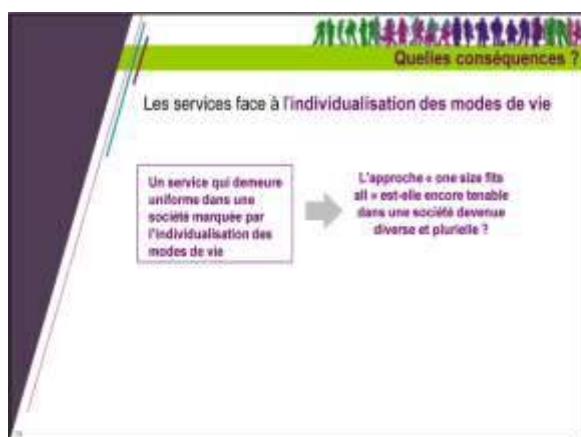 Quelles conséquences ?
Les services face à l'individualisation des modes de vie
Un service qui demeure
uniforme dans une
société marquée par
l'individualisation des
modes de vie
L'approche « one size fits
all » est-elle encore tenable
dans une société devenue
diverse et plurielle ?